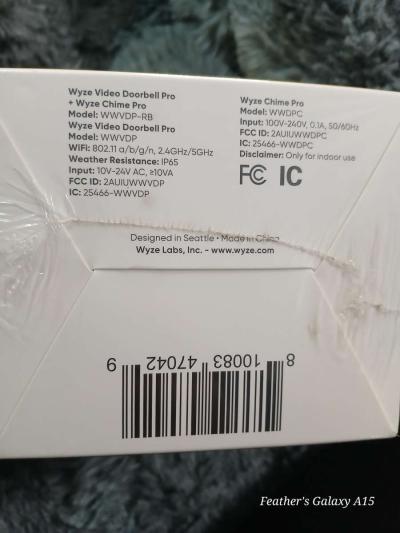 Wyze Video Doorbell Pro
+ Wyze Chime Pro
Model: WWVDP-RB
Wyze Video Doorbell Pro
Model: WWVDP
WiFi: 802.11 a/b/g/n, 2.4GHz/5GHz
Weather Resistance: IP65
Input: 10V-24V AC, ≥10VA
FCC ID: 2AUIUWWVDP
IC: 25466-WWVDP
Wyze Chime Pro
Model: WWDPC
Input: 100V-240V, 0.1A, 50/60Hz
FCC ID: 2AUIUWWDPC
IC: 25466-WWDPC
Disclaimer: Only for indoor use
FC IC
Designed in Seattle • Made in China
Wyze Labs, Inc. - www.wyze.com
8 10083 47042 9
Feather's Galaxy A15